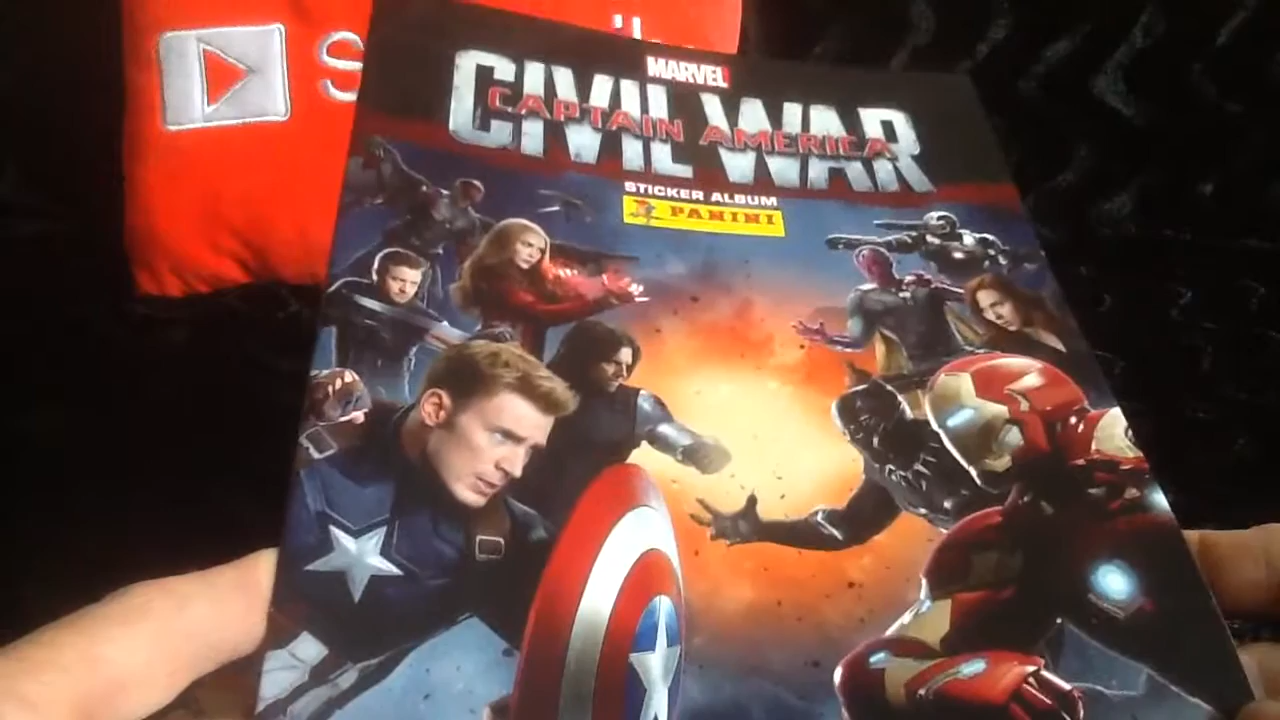 MARVEL
CIVIL WAR
CAPTAIN AMERICA
STICKER ALBUM
PANINI